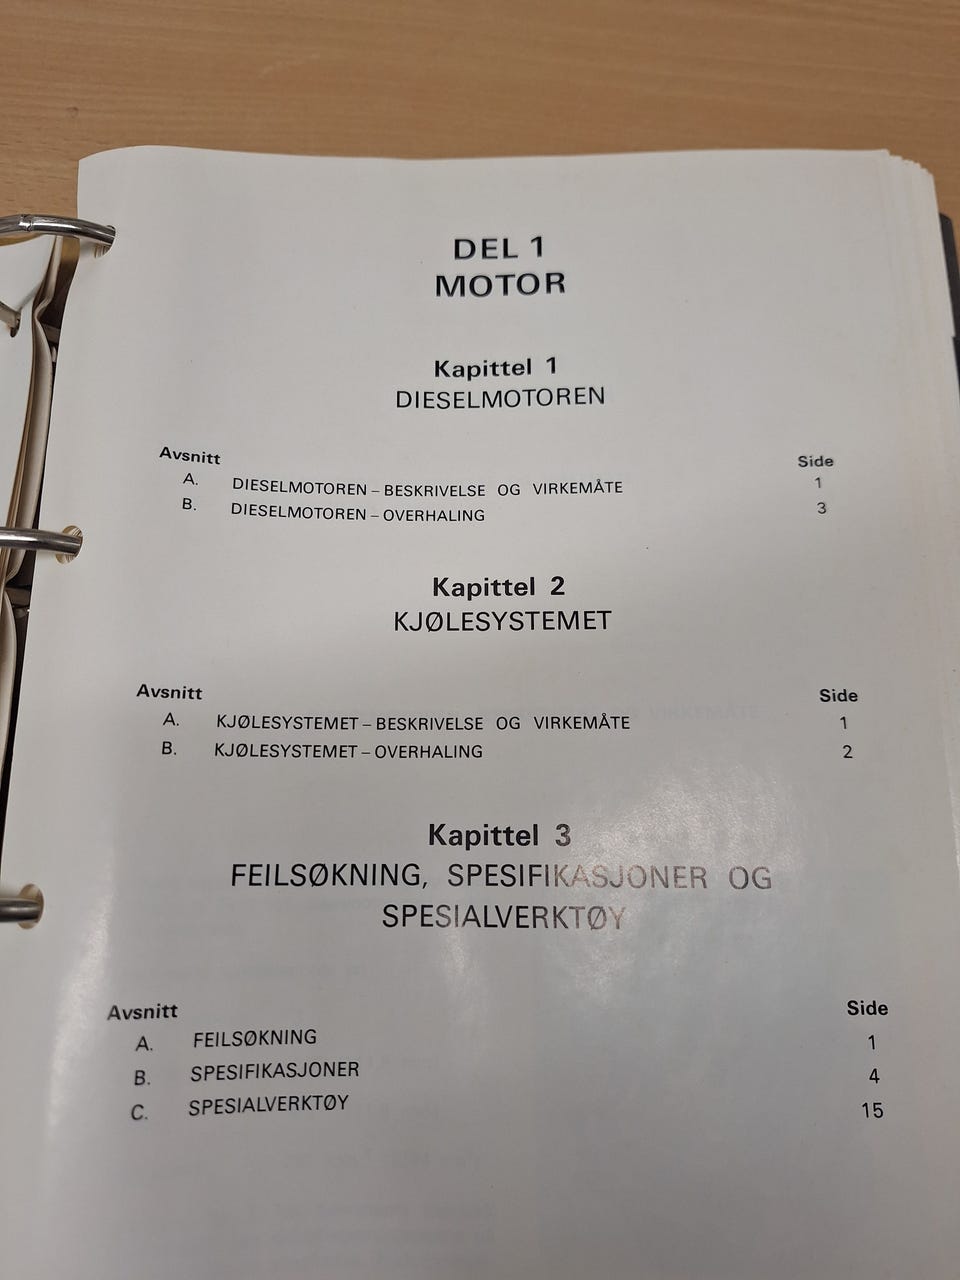 DEL 1
MOTOR
Kapittel 1
DIESELMOTOREN
Avsnitt Side
A. DIESELMOTOREN – BESKRIVELSE OG VIRKEMÅTE 1
B. DIESELMOTOREN – OVERHALING 3
Kapittel 2
KJØLESYSTEMET
Avsnitt Side
A. KJØLESYSTEMET – BESKRIVELSE OG VIRKEMÅTE 1
B. KJØLESYSTEMET – OVERHALING 2
Kapittel 3
FEILSØKNING, SPESIFIKASJONER OG
SPESIALVERKTØY
Avsnitt Side
A. FEILSØKNING 1
B. SPESIFIKASJONER 4
C. SPESIALVERKTØY 15